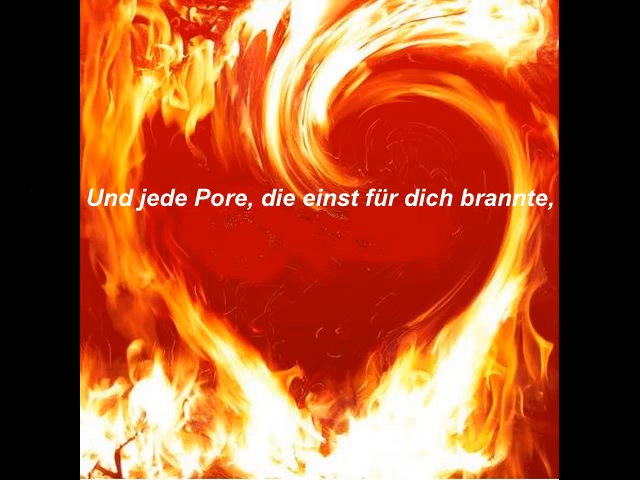 Und jede Pore, die einst für dich brannte,